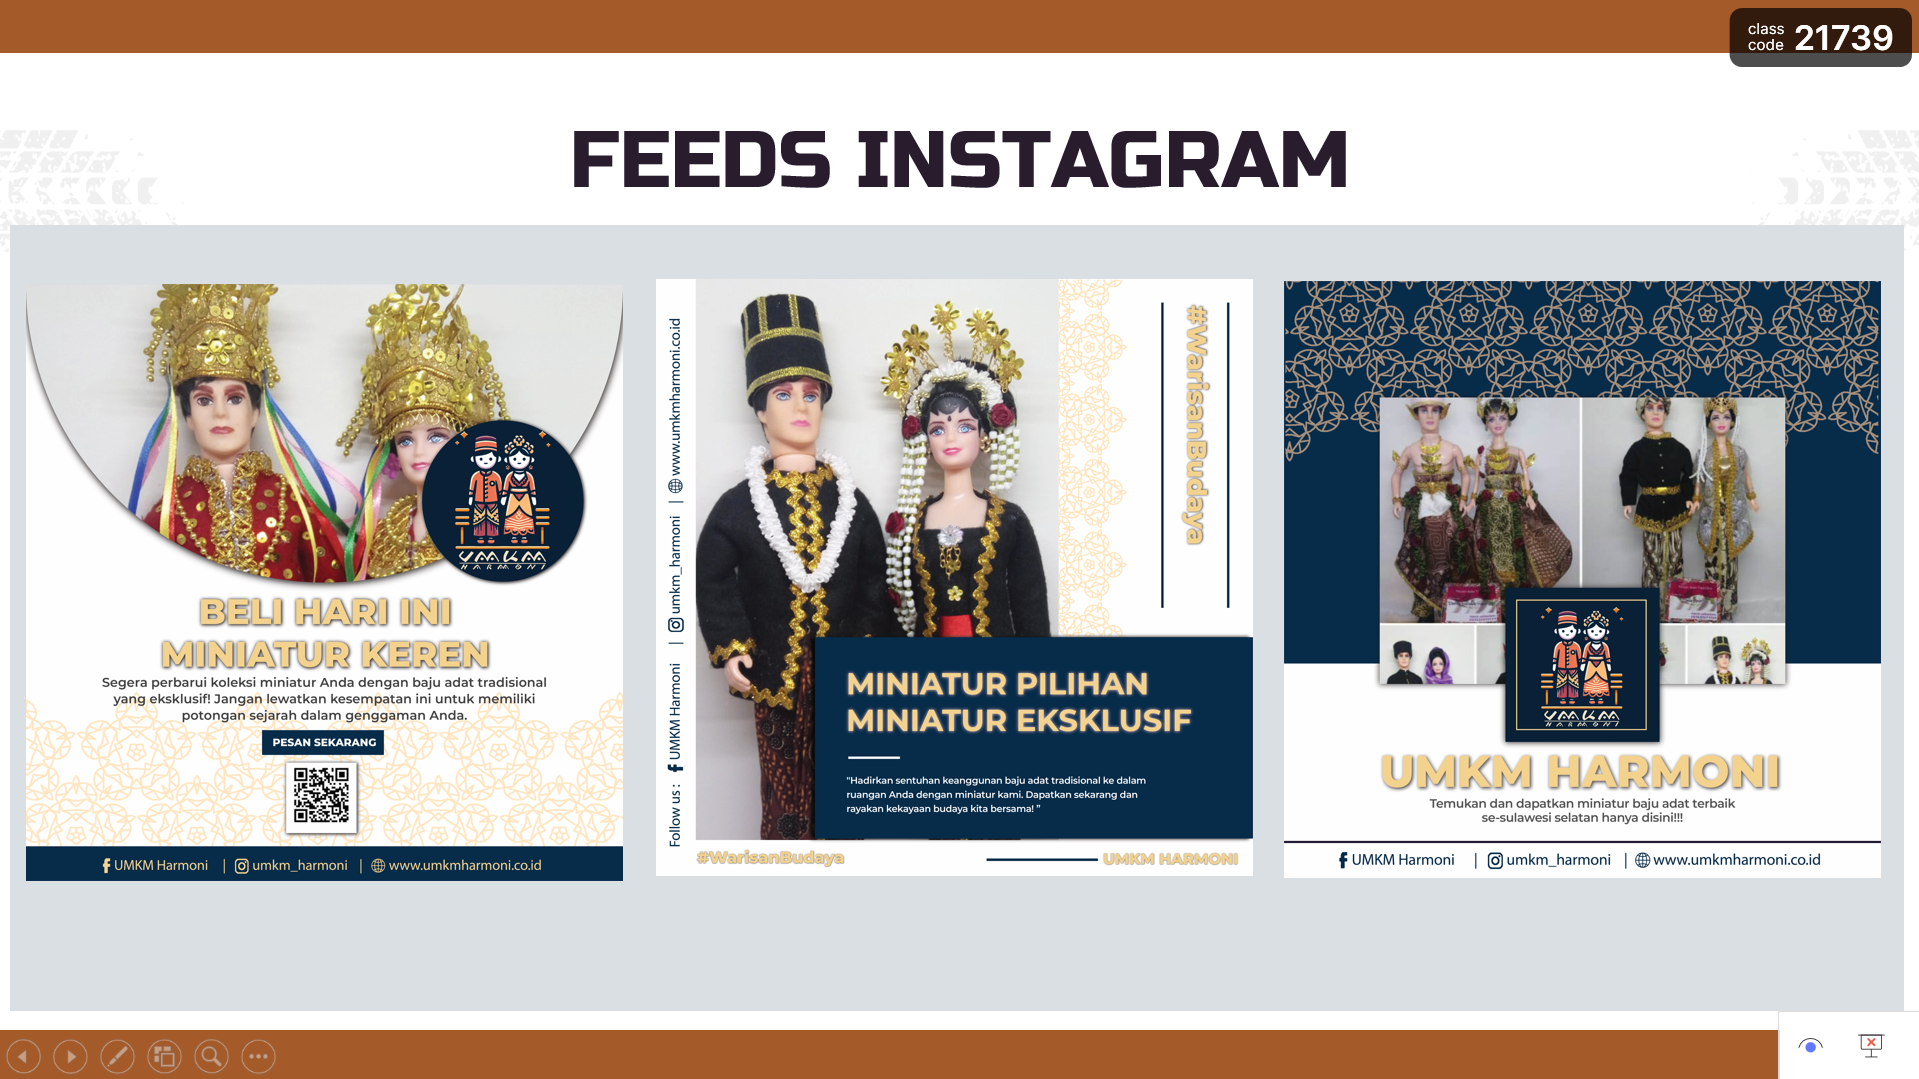 class
code 21739
FEEDS INSTAGRAM
UMKM
HARMONI
BELI HARI INI
MINIATUR KEREN
Segera perbarui koleksi miniatur Anda dengan baju adat tradisional
yang eksklusif! Jangan lewatkan kesempatan ini untuk memiliki
potongan sejarah dalam genggaman Anda.
PESAN SEKARANG
UMKM Harmoni | umkm_harmoni | www.umkmharmoni.co.id
Follow us : UMKM Harmoni | umkm_harmoni | www.umkmharmoni.co.id
#WarisanBudaya
MINIATUR PILIHAN
MINIATUR EKSKLUSIF
"Hadirkan sentuhan keanggunan baju adat tradisional ke dalam
ruangan Anda dengan miniatur kami. Dapatkan sekarang dan
rayakan kekayaan budaya kita bersama! "
#WarisanBudaya
UMKM HARMONI
UMKM
HARMONI
UMKM HARMONI
Temukan dan dapatkan miniatur baju adat terbaik
se-sulawesi selatan hanya disini!!!
UMKM Harmoni | umkm_harmoni | www.umkmharmoni.co.id